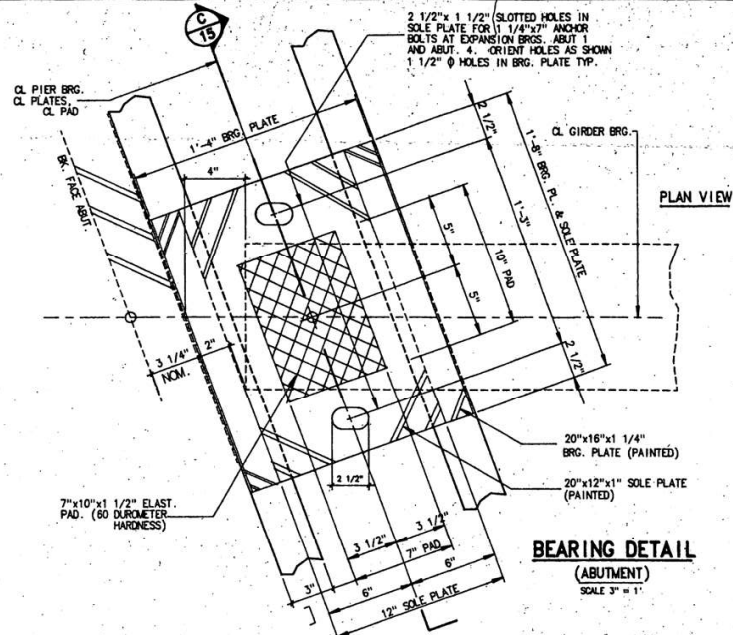 C
15
2 1/2"x 1 1/2" SLOTTED HOLES IN
SOLE PLATE FOR 1 1/4"x7" ANCHOR
BOLTS AT EXPANSION BRGS. ABUT 1
AND ABUT. 4. ORIENT HOLES AS SHOWN
1 1/2" ϕ HOLES IN BRG. PLATE TYP.
CL PIER BRG.
CL PLATES,
CL PAD
BK. FACE ABUT
1'-4" BRG. PLATE
4"
2 1/2"
1'-8" BRG. PL. & SOLE PLATE
CL GIRDER BRG.
PLAN VIEW
1'-3"
5"
10" PAD
5"
2 1/2"
3 1/4"
NOM.
2"
20"x16"x1 1/4"
BRG. PLATE (PAINTED)
20"x12"x1" SOLE PLATE
(PAINTED)
2 1/2"
7"x10"x1 1/2" ELAST.
PAD. (60 DUROMETER
HARDNESS)
3 1/2"
3 1/2"
7" PAD
3"
6"
6"
12" SOLE PLATE
BEARING DETAIL
(ABUTMENT)
SCALE 3" = 1'